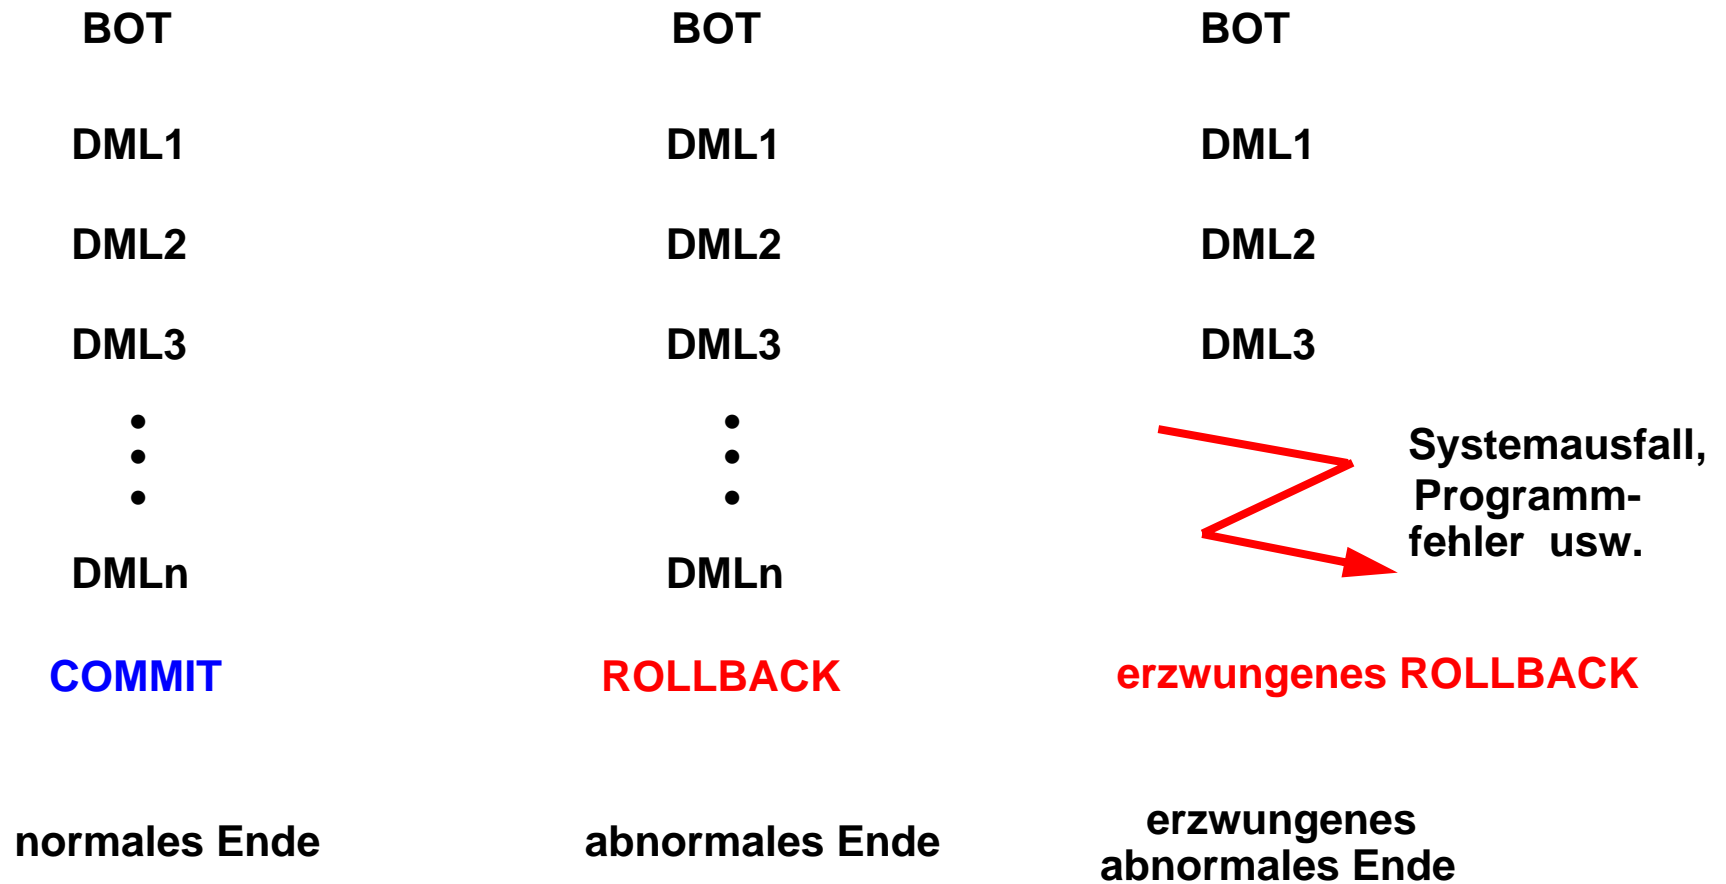 BOT
DML1
DML2
DML3
DMLn
COMMIT
normales Ende
BOT
DML1
DML2
DML3
DMLn
ROLLBACK
abnormales Ende
BOT
DML1
DML2
DML3
Systemausfall,
Programm-
fehler usw.
erzwungenes ROLLBACK
erzwungenes
abnormales Ende